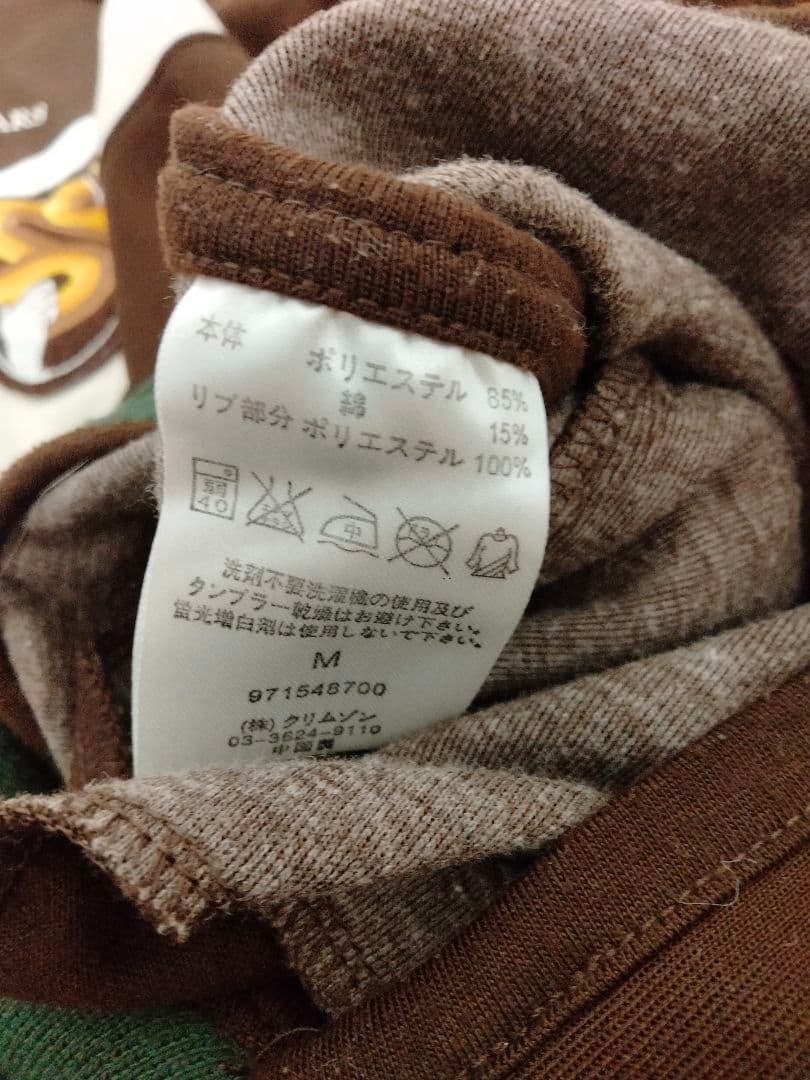 本体 ポリエステル 85%
綿 15%
リブ部分 ポリエステル 100%
弱
40
中
洗剤不要洗濯機の使用及び
タンブラー乾燥はお避け下さい。
蛍光増白剤は使用しないで下さい。
M
971548700
(株) クリムゾン
03-3624-9110
中国製